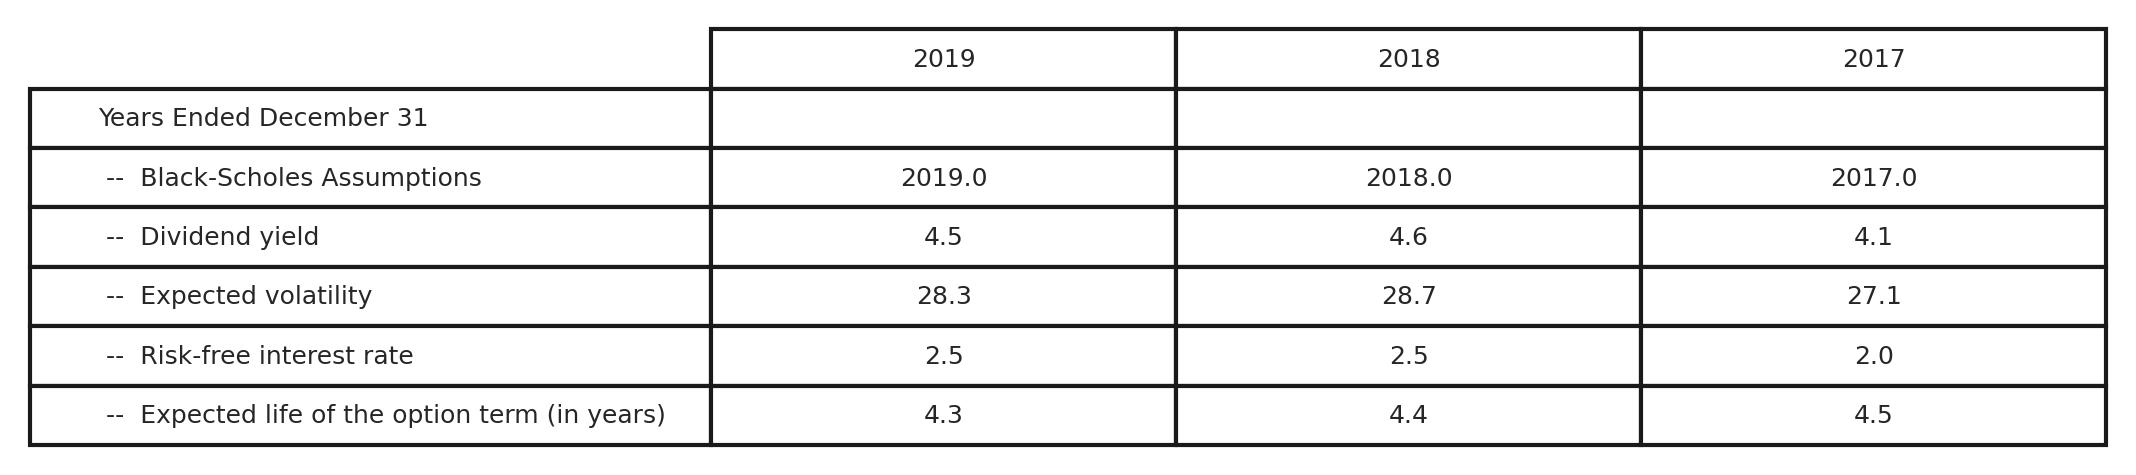 2019 2018 2017
Years Ended December 31
-- Black-Scholes Assumptions 2019.0 2018.0 2017.0
-- Dividend yield 4.5 4.6 4.1
-- Expected volatility 28.3 28.7 27.1
-- Risk-free interest rate 2.5 2.5 2.0
-- Expected life of the option term (in years) 4.3 4.4 4.5